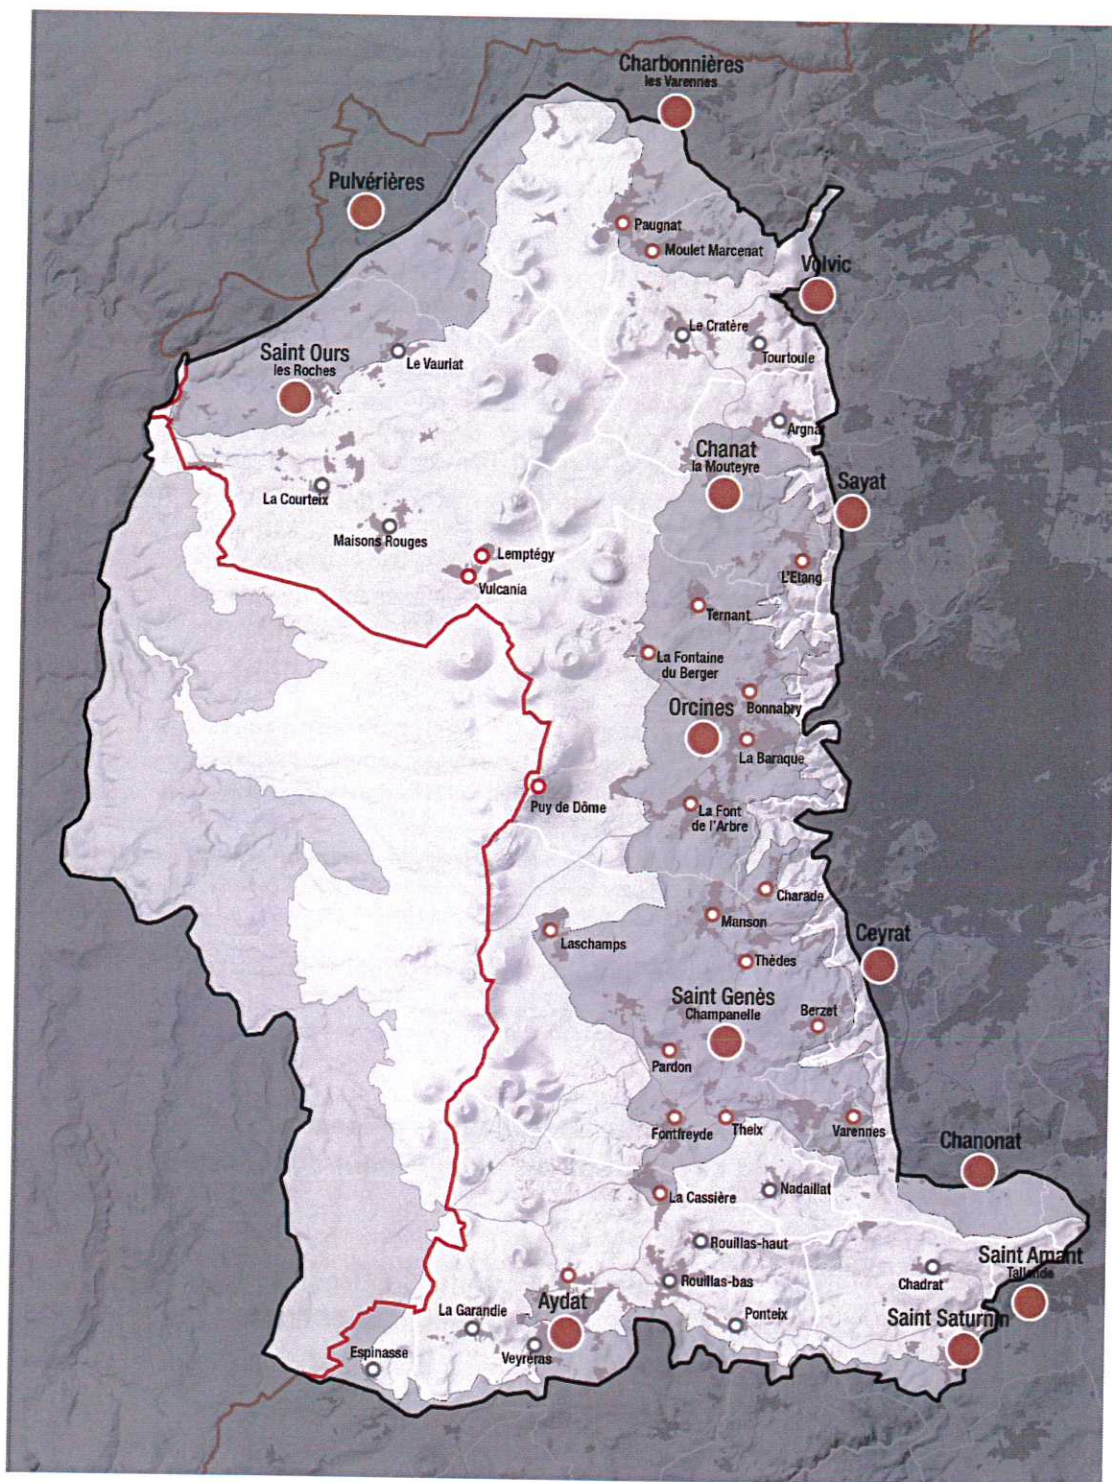 Charbonnières
les Varennes
Pulvérières
Paugnat
Moulet Marcenat
Volvic
Le Cratère
Tourtoule
Saint Ours
les Roches
Le Vauriat
Argnat
Chanat
la Mouteyre
Sayat
La Courteix
Maisons Rouges
Lemptégy
Vulcania
L'Etang
Ternant
La Fontaine
du Berger
Bonnabry
Orcines
La Baraque
Puy de Dôme
La Font
de l'Arbre
Charade
Manson
Laschamps
Thèdes
Ceyrat
Saint Genès
Champanelle
Berzet
Pardon
Fontfreyde
Theix
Varennes
Chanonat
La Cassière
Nadaillat
Rouillas-haut
Saint Amant
Tallende
Chadrat
Rouillas-bas
Aydat
La Garandie
Ponteix
Saint Saturnin
Espinasse
Veyréras